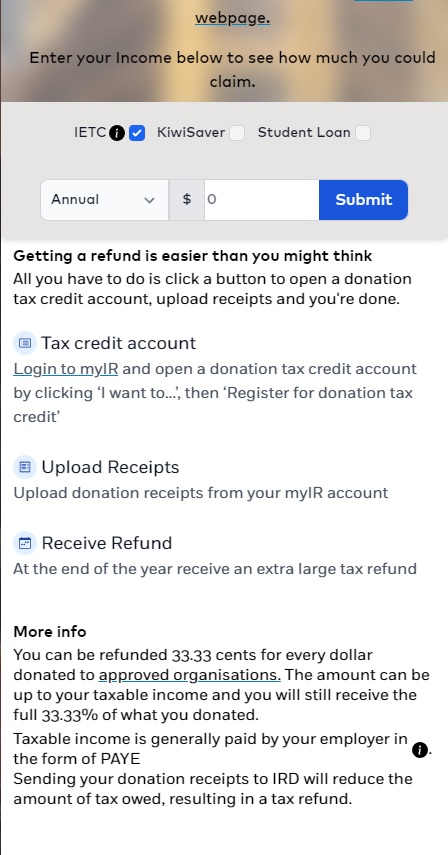 webpage.
Enter your Income below to see how much you could
claim.
IETC i KiwiSaver Student Loan
Annual $ 0 Submit
Getting a refund is easier than you might think
All you have to do is click a button to open a donation
tax credit account, upload receipts and you're done.
Tax credit account
Login to myIR and open a donation tax credit account
by clicking ‘I want to...’, then ‘Register for donation tax
credit’
Upload Receipts
Upload donation receipts from your myIR account
Receive Refund
At the end of the year receive an extra large tax refund
More info
You can be refunded 33.33 cents for every dollar
donated to approved organisations. The amount can be
up to your taxable income and you will still receive the
full 33.33% of what you donated.
Taxable income is generally paid by your employer in
the form of PAYE i.
Sending your donation receipts to IRD will reduce the
amount of tax owed, resulting in a tax refund.